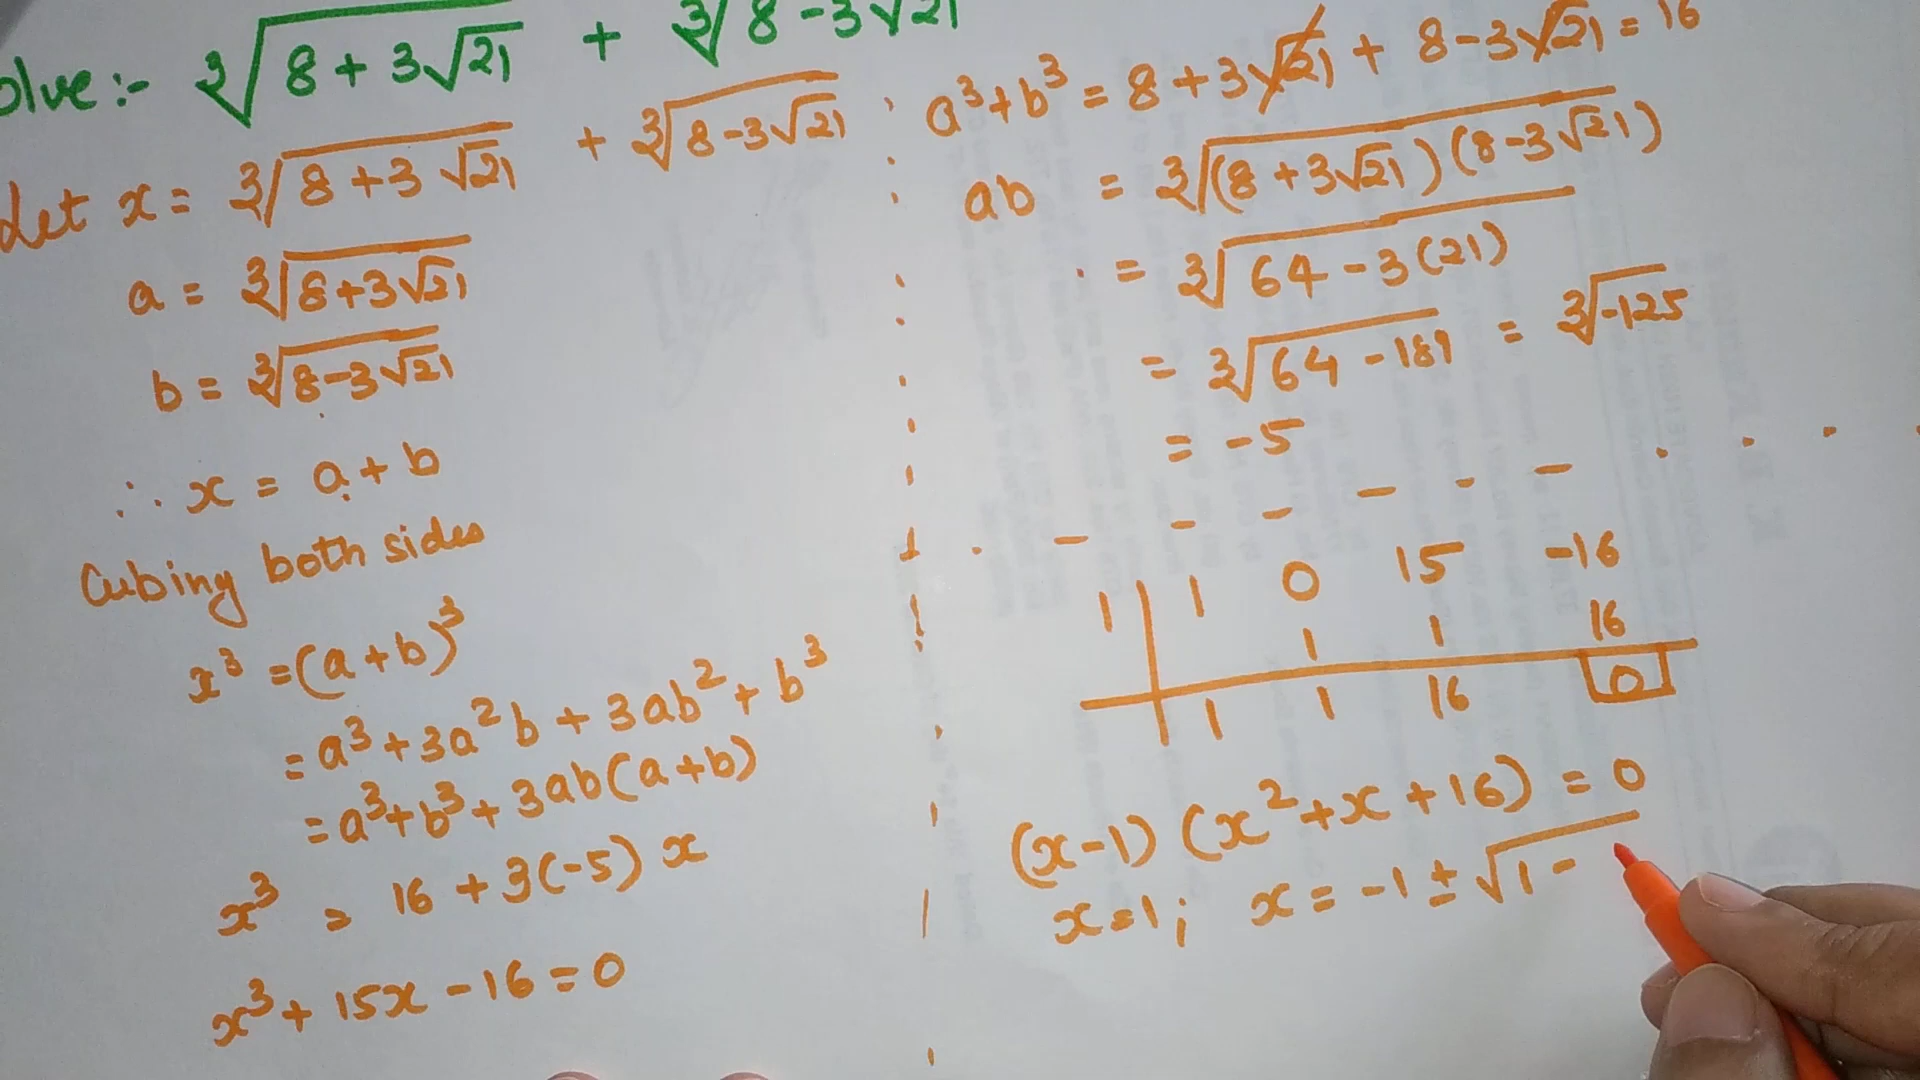 olve:- ∛(8+3√21) + ∛(8-3√21)
Let x = ∛(8+3√21) + ∛(8-3√21)
a = ∛(8+3√21)
b = ∛(8-3√21)
∴ x = a+b
Cubing both sides
x³ = (a+b)³
= a³+3a²b+3ab²+b³
= a³+b³+3ab(a+b)
x³ = 16+3(-5)x
x³+15x-16=0
a³+b³ = 8+3√21+8-3√21=16
ab = ∛((8+3√21)(8-3√21))
= ∛(64-3(21))
= ∛(64-189) = ∛-125
= -5
1 | 1 0 15 -16
1 1 16
1 1 16 0
(x-1)(x²+x+16)=0
x=1; x = -1±√1-